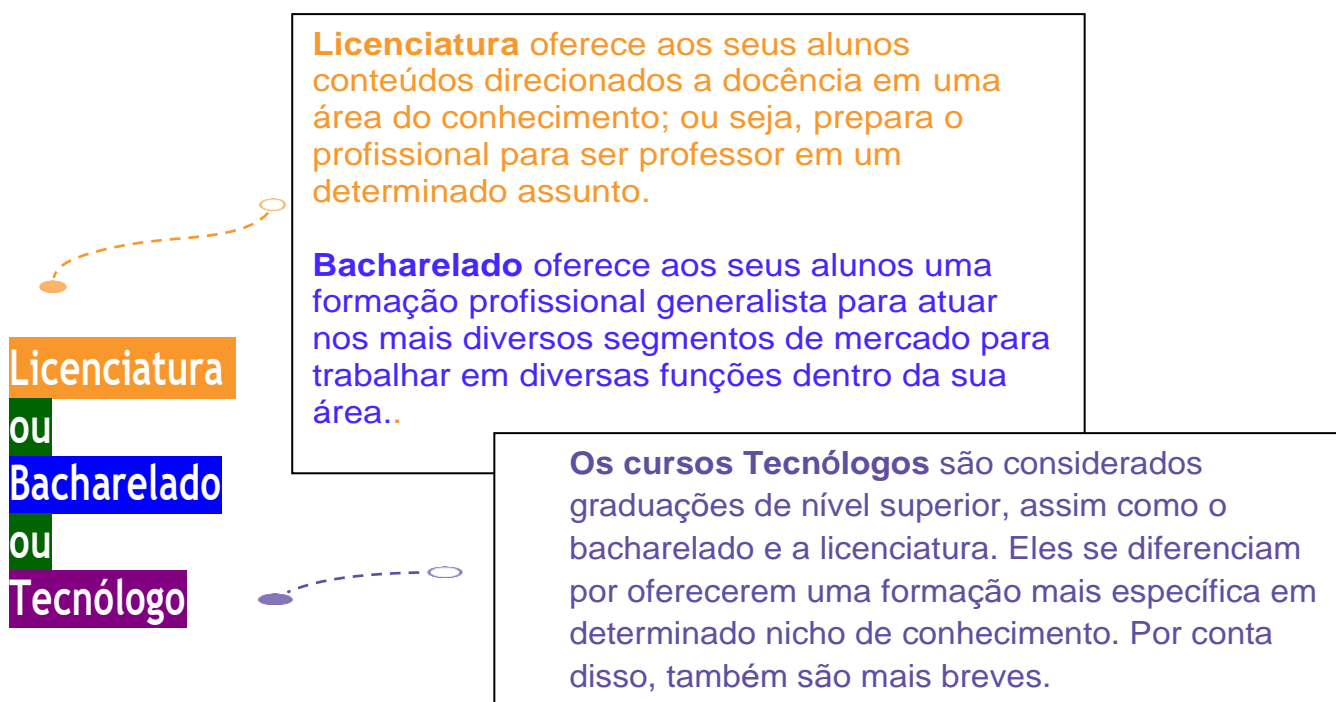 Licenciatura oferece aos seus alunos
conteúdos direcionados a docência em uma
área do conhecimento; ou seja, prepara o
profissional para ser professor em um
determinado assunto.
Bacharelado oferece aos seus alunos uma
formação profissional generalista para atuar
nos mais diversos segmentos de mercado para
trabalhar em diversas funções dentro da sua
área..
Licenciatura
ou
Bacharelado
ou
Tecnólogo
Os cursos Tecnólogos são considerados
graduações de nível superior, assim como o
bacharelado e a licenciatura. Eles se diferenciam
por oferecerem uma formação mais específica em
determinado nicho de conhecimento. Por conta
disso, também são mais breves.